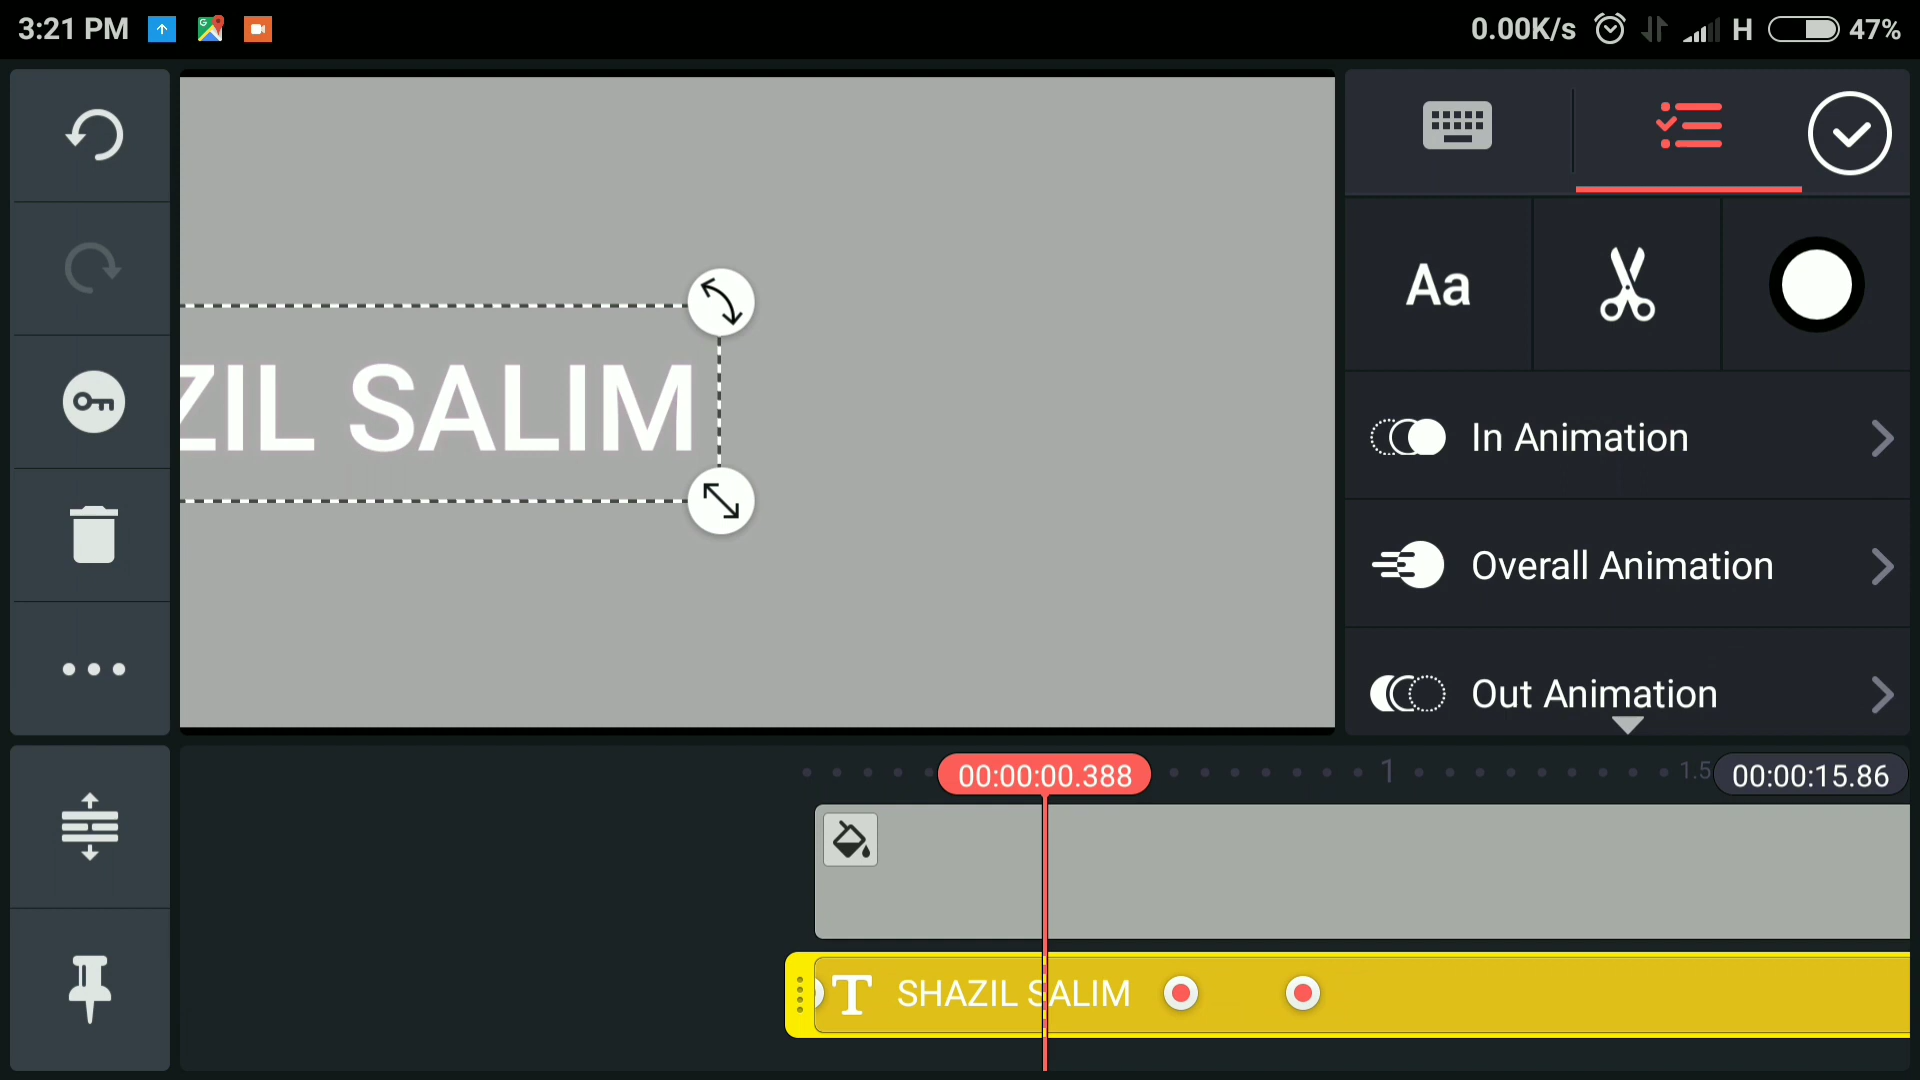 3:21 PM
0.00K/s H 47%
ZIL SALIM
Aa
In Animation
Overall Animation
Out Animation
00:00:00.388
1
1.5
00:00:15.86
T SHAZIL SALIM